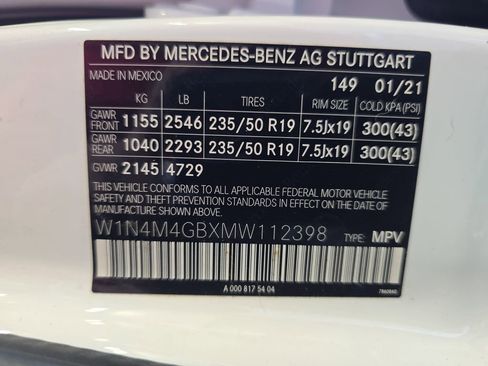 MFD BY MERCEDES-BENZ AG STUTTGART
MADE IN MEXICO 149 01/21
KG LB TIRES RIM SIZE COLD KPA (PSI)
GAWR FRONT 1155 2546 235/50 R19 7.5Jx19 300(43)
GAWR REAR 1040 2293 235/50 R19 7.5Jx19 300(43)
GVWR 2145 4729
THIS VEHICLE CONFORMS TO ALL APPLICABLE FEDERAL MOTOR VEHICLE
SAFETY AND THEFT PREVENTION STANDARDS IN EFFECT ON THE DATE OF
MANUFACTURE SHOWN ABOVE.
W1N4M4GBXMW112398 TYPE: MPV
A 000 817 54 04